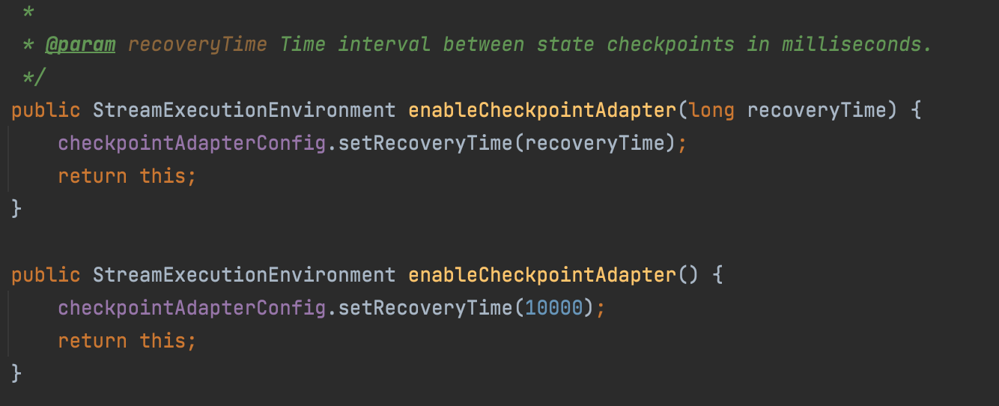 *
* @param recoveryTime Time interval between state checkpoints in milliseconds.
*/
public StreamExecutionEnvironment enableCheckpointAdapter(long recoveryTime) {
    checkpointAdapterConfig.setRecoveryTime(recoveryTime);
    return this;
}

public StreamExecutionEnvironment enableCheckpointAdapter() {
    checkpointAdapterConfig.setRecoveryTime(10000);
    return this;
}